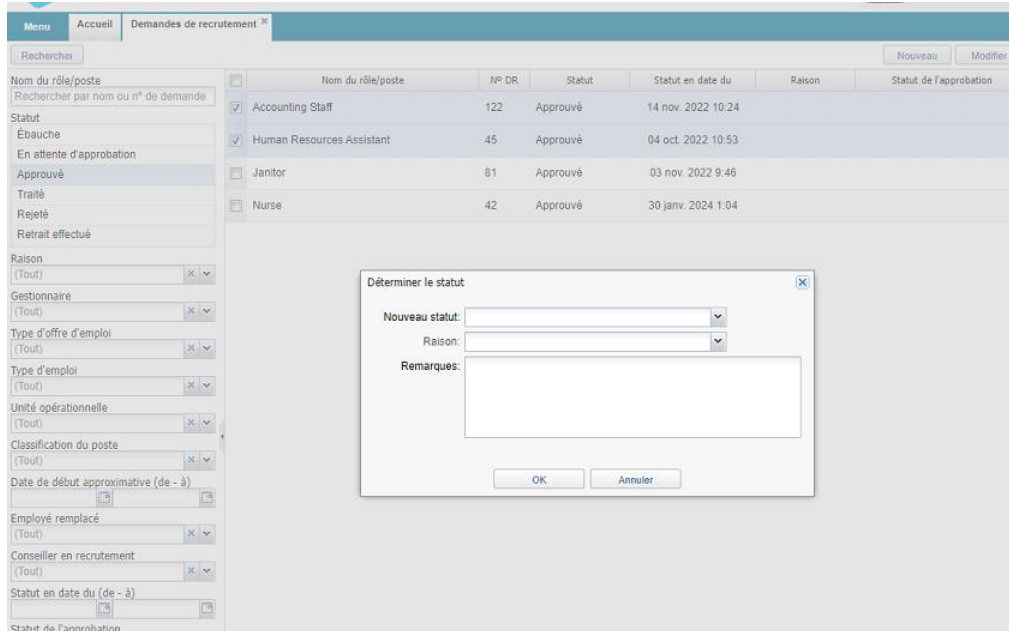 Menu Accueil Demandes de recrutement
Rechercher Nouveau Modifier
Nom du rôle/poste
Rechercher par nom ou n° de demande
Statut
Ébauche
En attente d'approbation
Approuvé
Traité
Rejeté
Retrait effectué
Raison
(Tout)
Gestionnaire
(Tout)
Type d'offre d'emploi
(Tout)
Type d'emploi
(Tout)
Unité opérationnelle
(Tout)
Classification du poste
(Tout)
Date de début approximative (de - à)
Employé remplacé
(Tout)
Conseiller en recrutement
(Tout)
Statut en date du (de - à)
Statut de l'approbation
Nom du rôle/poste Nº DR Statut Statut en date du Raison Statut de l'approbation
Accounting Staff 122 Approuvé 14 nov. 2022 10:24
Human Resources Assistant 45 Approuvé 04 oct. 2022 10:53
Janitor 81 Approuvé 03 nov. 2022 9:46
Nurse 42 Approuvé 30 janv. 2024 1:04
Déterminer le statut
Nouveau statut:
Raison:
Remarques:
OK Annuler